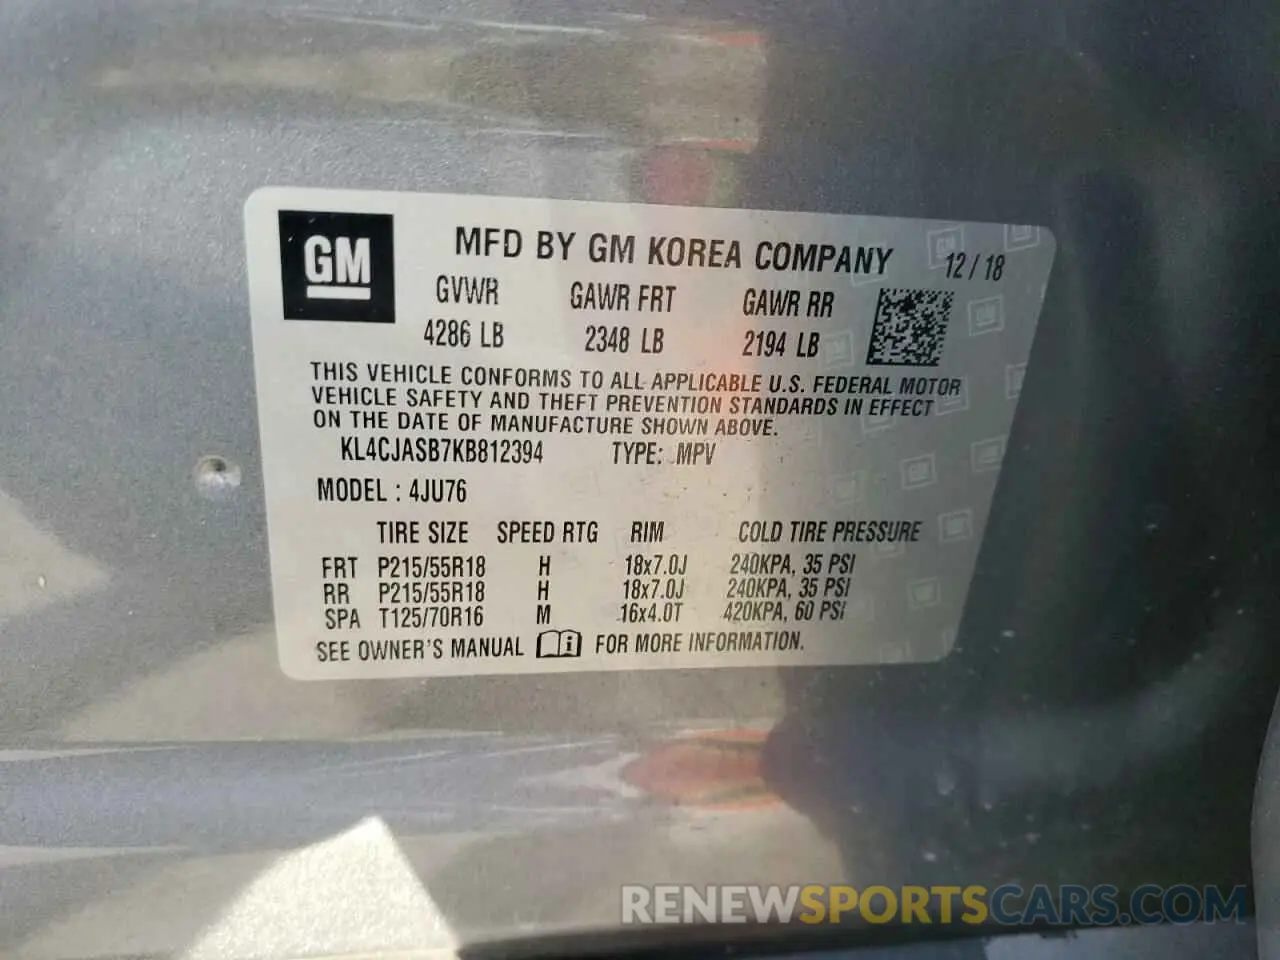 GM
MFD BY GM KOREA COMPANY 12/18
GVWR GAWR FRT GAWR RR
4286 LB 2348 LB 2194 LB
THIS VEHICLE CONFORMS TO ALL APPLICABLE U.S. FEDERAL MOTOR
VEHICLE SAFETY AND THEFT PREVENTION STANDARDS IN EFFECT
ON THE DATE OF MANUFACTURE SHOWN ABOVE.
KL4CJASB7KB812394 TYPE: MPV
MODEL : 4JU76
TIRE SIZE SPEED RTG RIM COLD TIRE PRESSURE
FRT P215/55R18 H 18x7.0J 240KPA, 35 PSI
RR P215/55R18 H 18x7.0J 240KPA, 35 PSI
SPA T125/70R16 M 16x4.0T 420KPA, 60 PSI
SEE OWNER'S MANUAL FOR MORE INFORMATION.
RENEWSPORTSCARS.COM